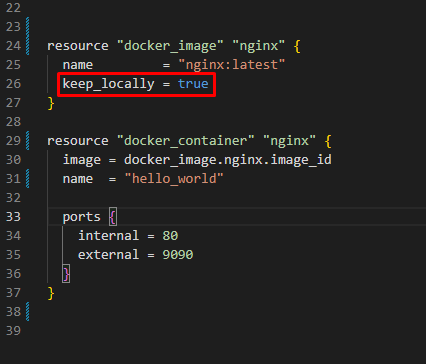 22
23
24 resource "docker_image" "nginx" {
25   name         = "nginx:latest"
26   keep_locally = true
27 }
28
29 resource "docker_container" "nginx" {
30   image = docker_image.nginx.image_id
31   name  = "hello_world"
32
33   ports {
34     internal = 80
35     external = 9090
36   }
37 }
38
39